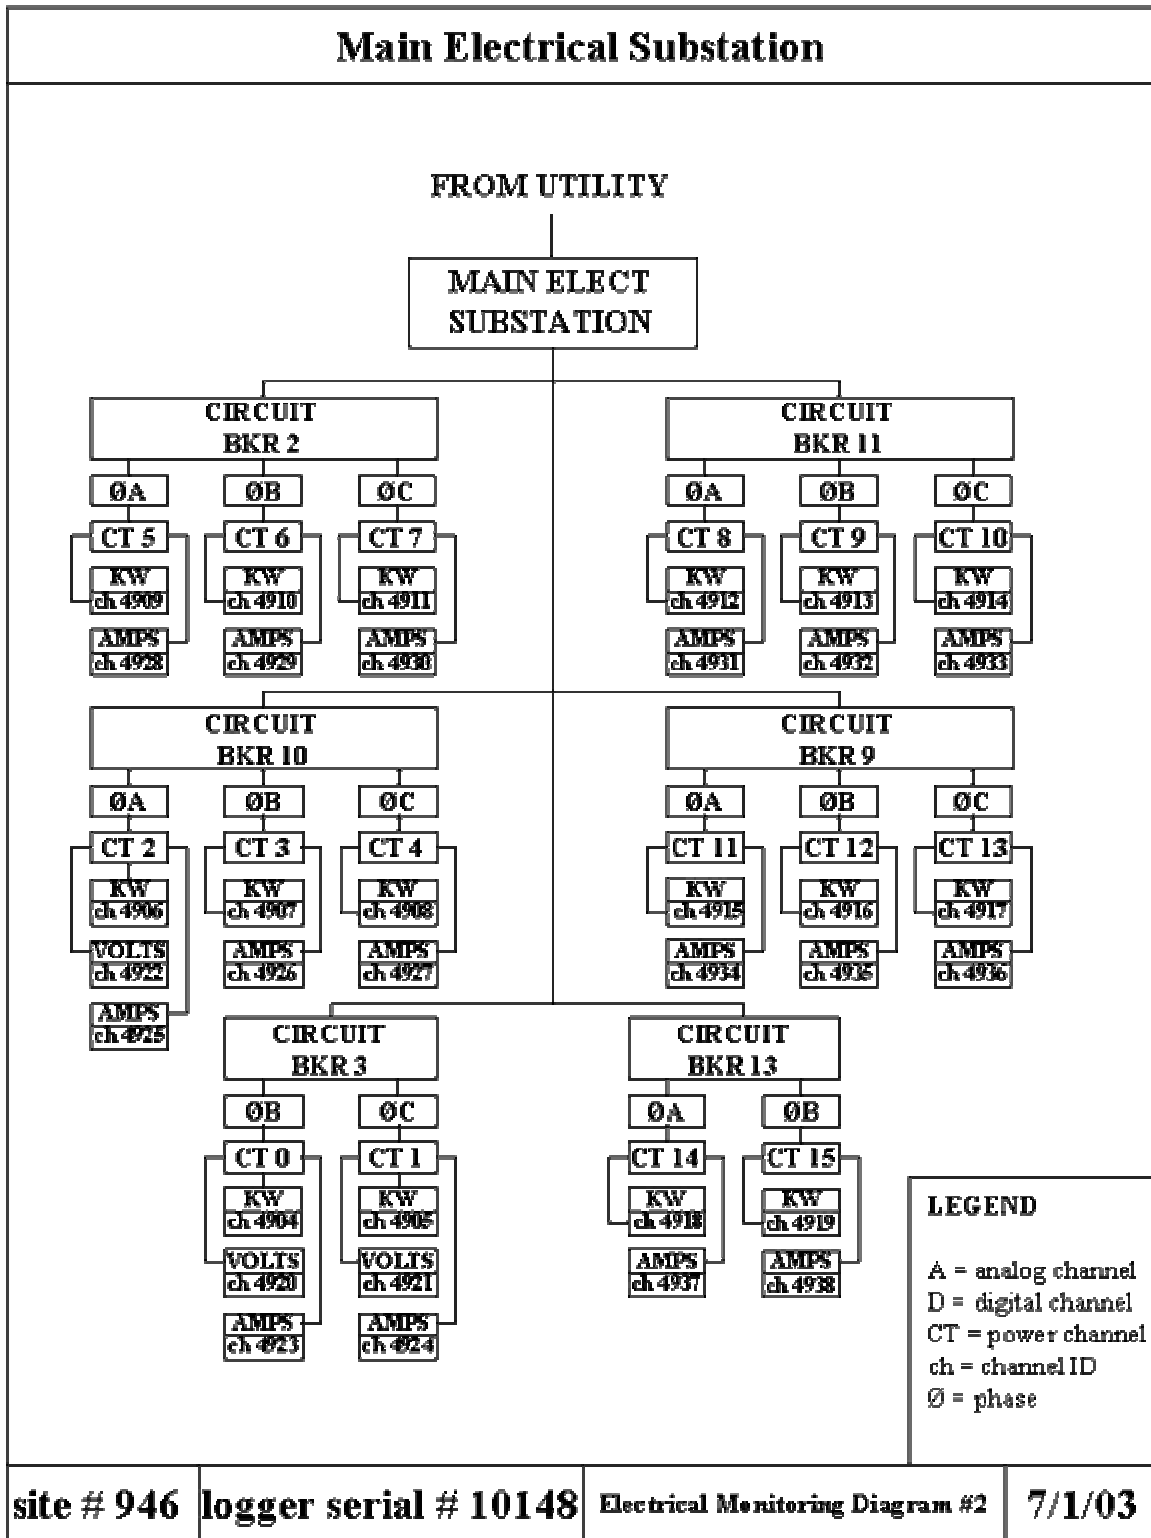 Main Electrical Substation
FROM UTILITY
MAIN ELECT
SUBSTATION
CIRCUIT
BKR 2
ØA
ØB
ØC
CT 5
CT 6
CT 7
KW
ch 4909
KW
ch 4910
KW
ch 4911
AMPS
ch 4928
AMPS
ch 4929
AMPS
ch 4930
CIRCUIT
BKR 11
ØA
ØB
ØC
CT 8
CT 9
CT 10
KW
ch 4912
KW
ch 4913
KW
ch 4914
AMPS
ch 4931
AMPS
ch 4932
AMPS
ch 4933
CIRCUIT
BKR 10
ØA
ØB
ØC
CT 2
CT 3
CT 4
KW
ch 4906
KW
ch 4907
KW
ch 4908
VOLTS
ch 4922
AMPS
ch 4926
AMPS
ch 4927
AMPS
ch 4925
CIRCUIT
BKR 9
ØA
ØB
ØC
CT 11
CT 12
CT 13
KW
ch 4915
KW
ch 4916
KW
ch 4917
AMPS
ch 4934
AMPS
ch 4935
AMPS
ch 4936
CIRCUIT
BKR 3
ØB
ØC
CT 0
CT 1
KW
ch 4904
KW
ch 4905
VOLTS
ch 4920
VOLTS
ch 4921
AMPS
ch 4923
AMPS
ch 4924
CIRCUIT
BKR 13
ØA
ØB
CT 14
CT 15
KW
ch 4918
KW
ch 4919
AMPS
ch 4937
AMPS
ch 4938
LEGEND
A = analog channel
D = digital channel
CT = power channel
ch = channel ID
Ø = phase
site # 946
logger serial # 10148
Electrical Monitoring Diagram #2
7/1/03